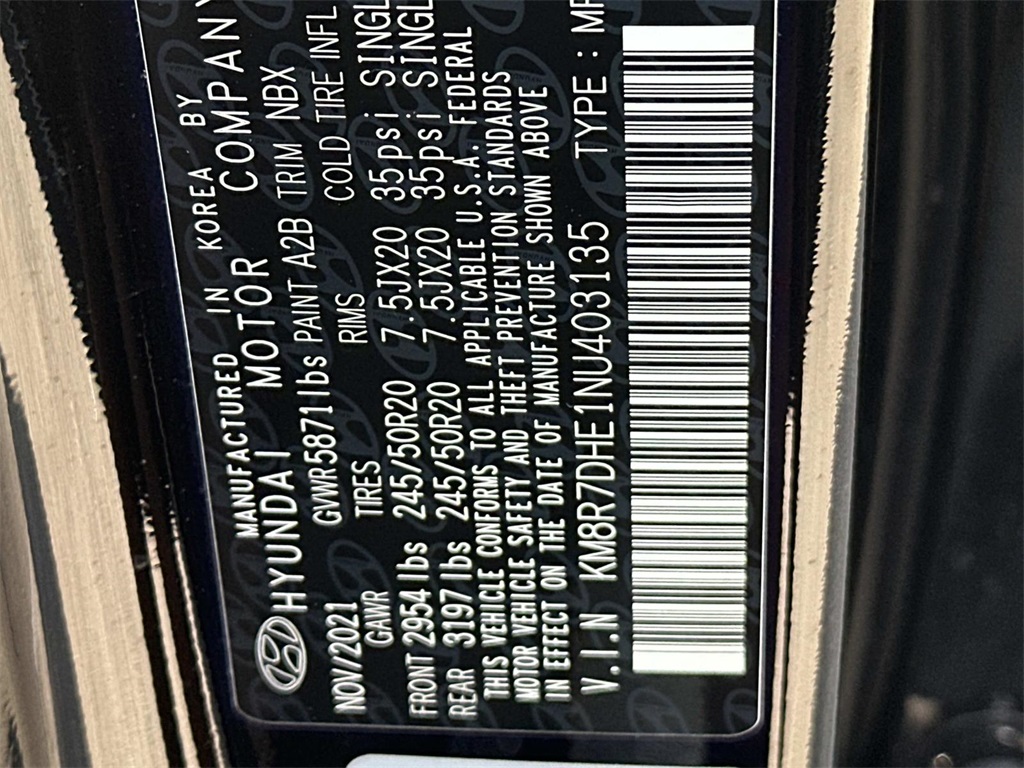 MANUFACTURED IN KOREA BY
HYUNDAI MOTOR COMPANY
GVWR5871lbs PAINT A2B TRIM NBX
NOV/2021
GAWR TIRES RIMS COLD TIRE INFL
FRONT 2954 lbs 245/50R20 7.5JX20 35psi SINGL
REAR 3197 lbs 245/50R20 7.5JX20 35psi SINGL
THIS VEHICLE CONFORMS TO ALL APPLICABLE U.S.A. FEDERAL
MOTOR VEHICLE SAFETY AND THEFT PREVENTION STANDARDS
IN EFFECT ON THE DATE OF MANUFACTURE SHOWN ABOVE
V.I.N KM8R7DHE1NU403135 TYPE : MP